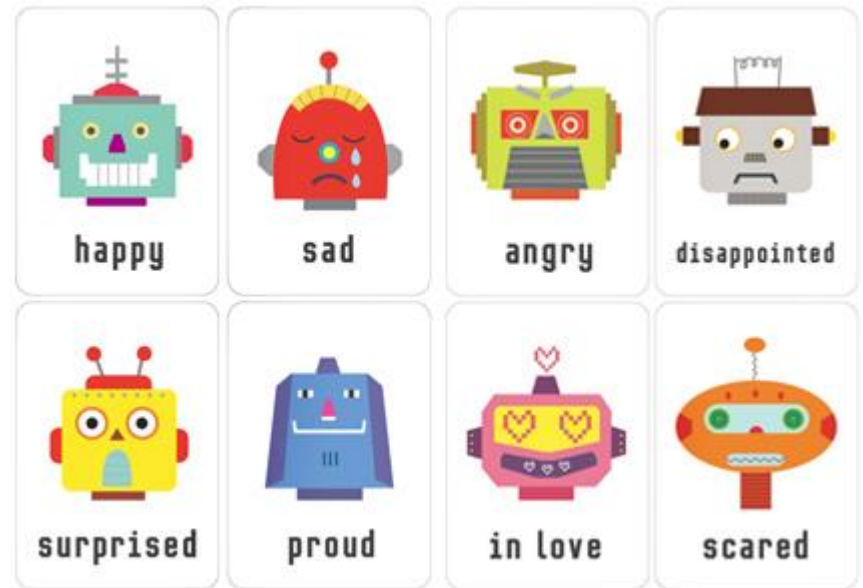 happy
sad
angry
disappointed
surprised
proud
in love
scared